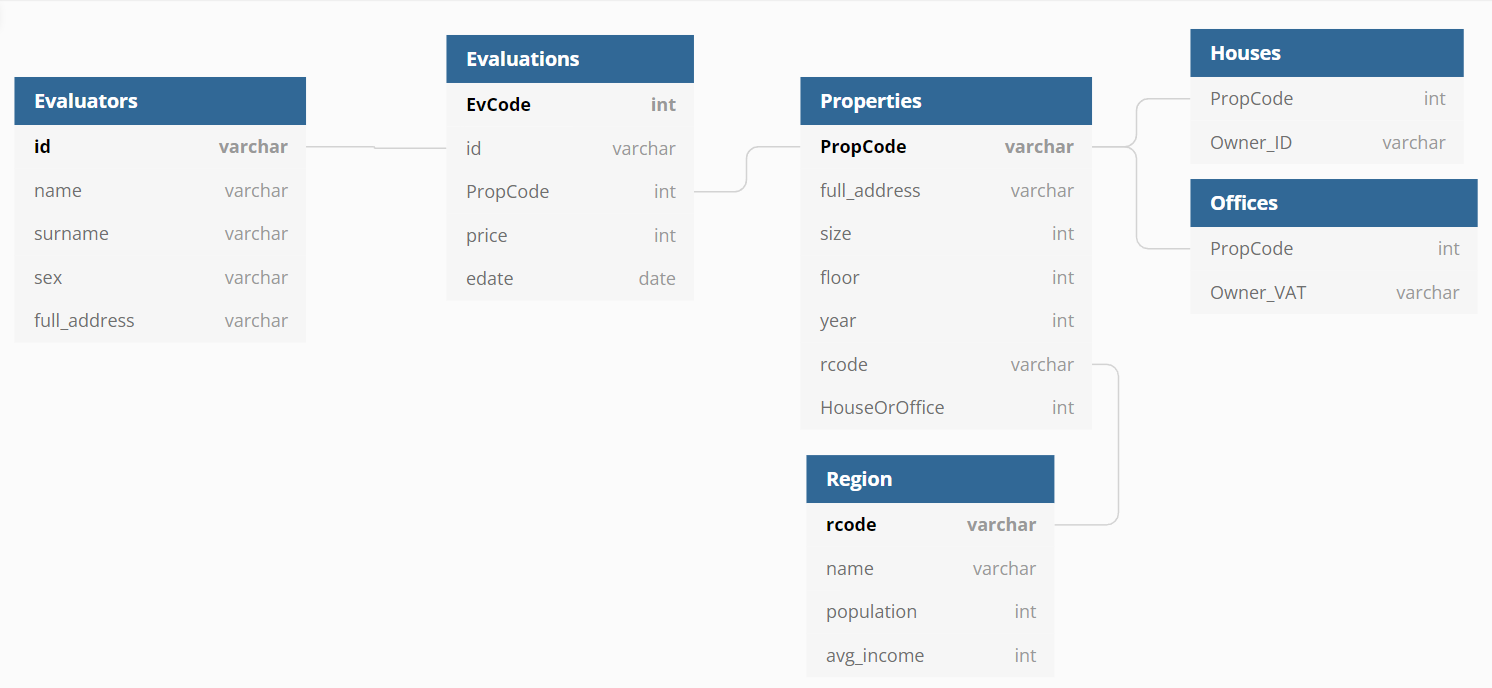 Evaluators
id varchar
name varchar
surname varchar
sex varchar
full_address varchar
Evaluations
EvCode int
id varchar
PropCode int
price int
edate date
Properties
PropCode varchar
full_address varchar
size int
floor int
year int
rcode varchar
HouseOrOffice int
Region
rcode varchar
name varchar
population int
avg_income int
Houses
PropCode int
Owner_ID varchar
Offices
PropCode int
Owner_VAT varchar